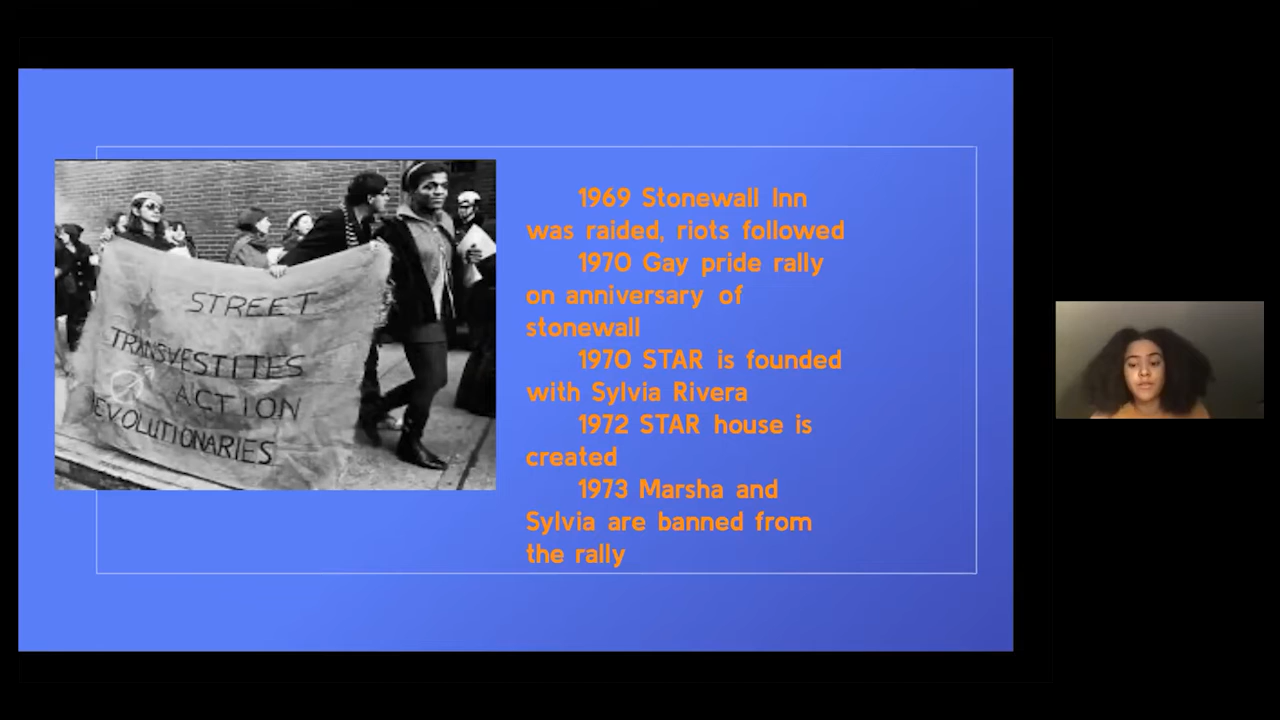 STREET
TRANSVESTITES
ACTION
REVOLUTIONARIES
1969 Stonewall Inn
was raided, riots followed
1970 Gay pride rally
on anniversary of
stonewall
1970 STAR is founded
with Sylvia Rivera
1972 STAR house is
created
1973 Marsha and
Sylvia are banned from
the rally